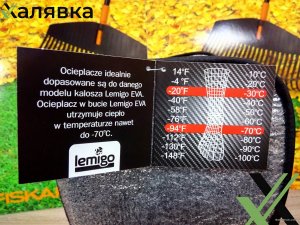 Халявка
Ocieplacze idealnie
dopasowane są do danego
modelu kalosza Lemigo EVA.
Ocieplacz w bucie Lemigo EVA
utrzymuje ciepło
w temperaturze nawet
do -70°C.
lemigo
14°F -10°C
-4°F -20°C
-20°F -30°C
-40°F -40°C
-58°F -50°C
-76°F -60°C
-94°F -70°C
-112°F -80°C
-130°F -90°C
-148°F -100°C